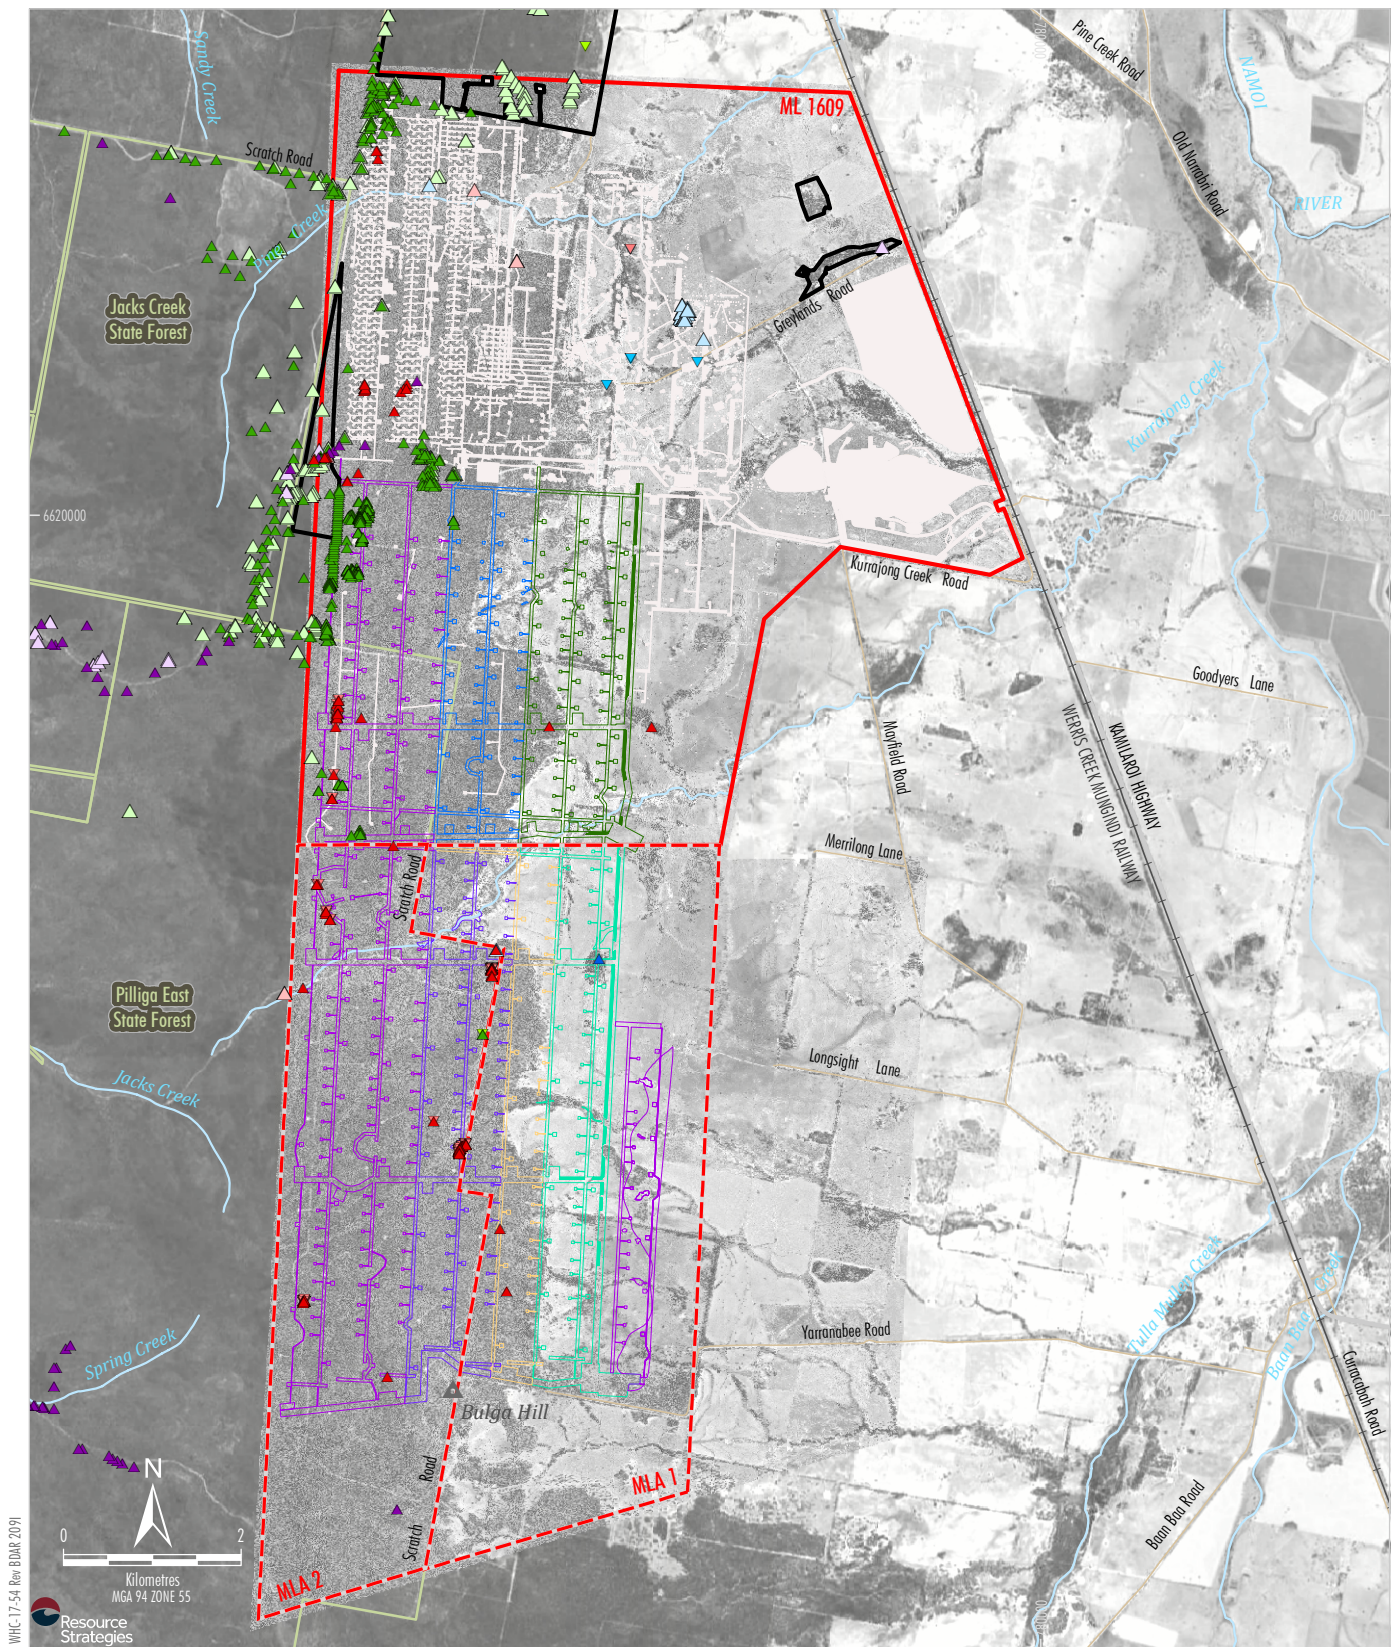 Sandy Creek
Pine Creek Road
NAMOI
ML 1609
Scratch Road
Old Narrabri Road
RIVER
Pine Creek
Jacks Creek
State Forest
Greylands Road
Kurrajong Creek
6620000
6620000
Kurrajong Creek Road
Goodyers Lane
WERRIS CREEK MUNGINDI RAILWAY
KAMILAROI HIGHWAY
Mayfield Road
Merrilong Lane
Scratch Road
Pilliga East
State Forest
Longsight Lane
Jacks Creek
Tulla Mullen Creek
Baan Baa Creek
Yarranabee Road
Spring Creek
Curracabah Road
Bulga Hill
N
Scratch Road
MLA 1
Baan Baa Road
0 2
Kilometres
MGA 94 ZONE 55
MLA 2
Resource
Strategies
WHC-17-54 Rev BDAR 209I